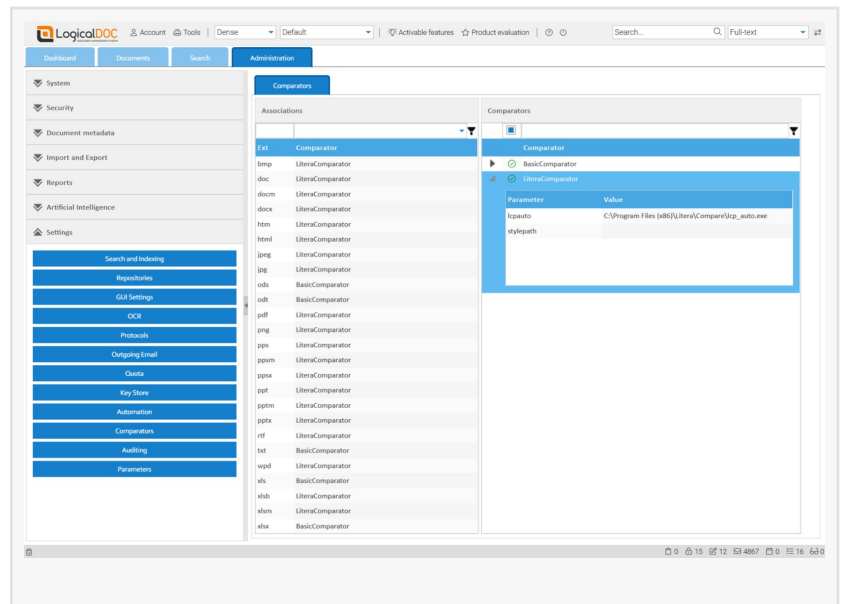 LogicalDOC Account Tools Dense Default Activable features Product evaluation Search... Full-text
Dashboard Documents Search Administration
System
Security
Document metadata
Import and Export
Reports
Artificial Intelligence
Settings
Search and Indexing
Repositories
GUI Settings
OCR
Protocols
Outgoing Email
Quota
Key Store
Automation
Comparators
Auditing
Parameters
Comparators
Associations
Ext Comparator
bmp LiteraComparator
doc LiteraComparator
docm LiteraComparator
docx LiteraComparator
htm LiteraComparator
html LiteraComparator
jpeg LiteraComparator
jpg LiteraComparator
ods BasicComparator
odt BasicComparator
pdf LiteraComparator
png LiteraComparator
pps LiteraComparator
ppsm LiteraComparator
ppsx LiteraComparator
ppt LiteraComparator
pptm LiteraComparator
pptx LiteraComparator
rtf LiteraComparator
txt BasicComparator
wpd LiteraComparator
xls BasicComparator
xlsb LiteraComparator
xlsm LiteraComparator
xlsx BasicComparator
Comparators
Comparator
BasicComparator
LiteraComparator
Parameter Value
lcpauto C:\Program Files (x86)\Litera\Compare\lcp_auto.exe
stylepath
0 15 12 4867 0 16 0